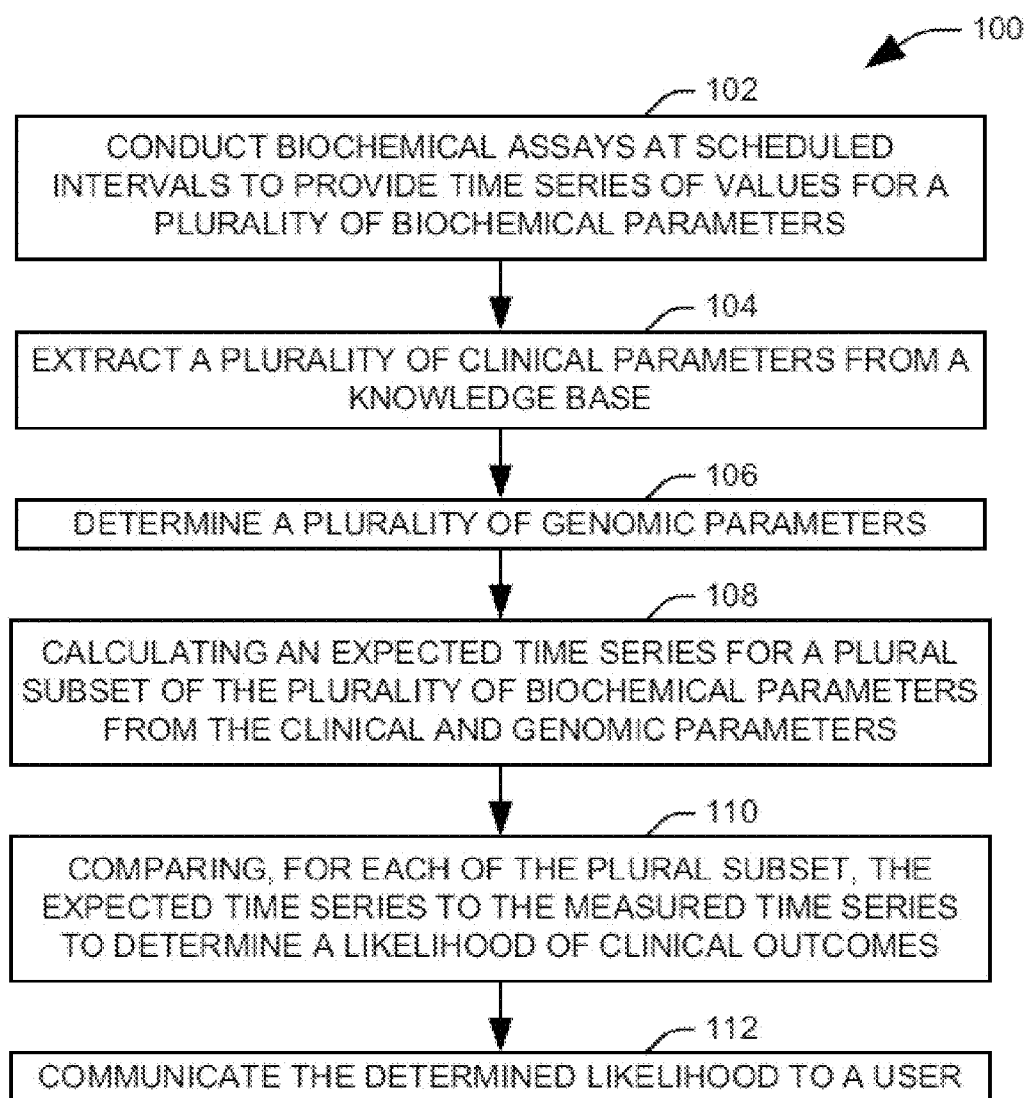 100
102
CONDUCT BIOCHEMICAL ASSAYS AT SCHEDULED
INTERVALS TO PROVIDE TIME SERIES OF VALUES FOR A
PLURALITY OF BIOCHEMICAL PARAMETERS
104
EXTRACT A PLURALITY OF CLINICAL PARAMETERS FROM A
KNOWLEDGE BASE
106
DETERMINE A PLURALITY OF GENOMIC PARAMETERS
108
CALCULATING AN EXPECTED TIME SERIES FOR A PLURAL
SUBSET OF THE PLURALITY OF BIOCHEMICAL PARAMETERS
FROM THE CLINICAL AND GENOMIC PARAMETERS
110
COMPARING, FOR EACH OF THE PLURAL SUBSET, THE
EXPECTED TIME SERIES TO THE MEASURED TIME SERIES
TO DETERMINE A LIKELIHOOD OF CLINICAL OUTCOMES
112
COMMUNICATE THE DETERMINED LIKELIHOOD TO A USER